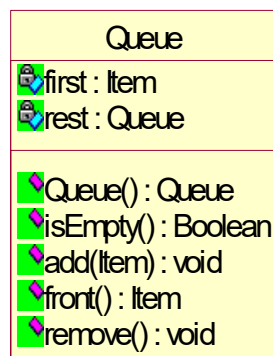 Queue
first : Item
rest : Queue
Queue() : Queue
isEmpty() : Boolean
add(Item) : void
front() : Item
remove() : void